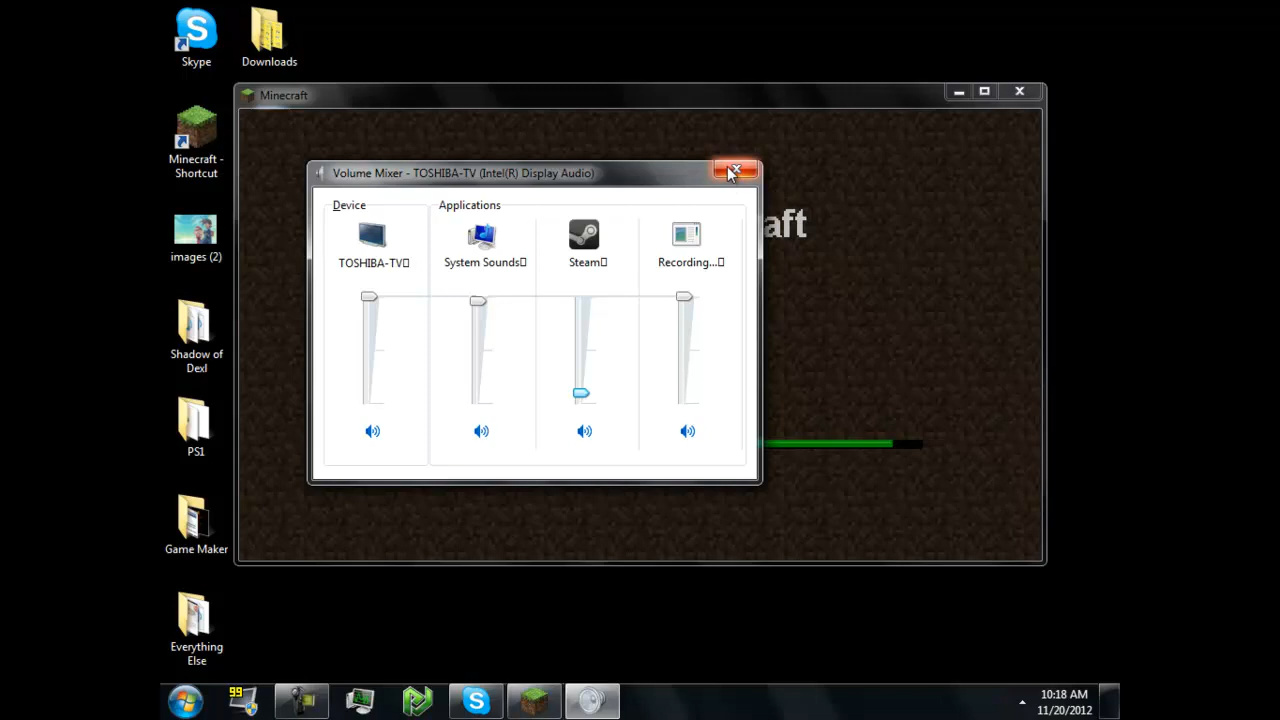 Skype
Downloads
Minecraft
Minecraft -
Shortcut
Volume Mixer - TOSHIBA-TV (Intel(R) Display Audio)
Device
Applications
aft
images (2)
TOSHIBA-TV
System Sounds
Steam
Recording...
Shadow of
Dexl
PS1
Game Maker
Everything
Else
99
10:18 AM
11/20/2012